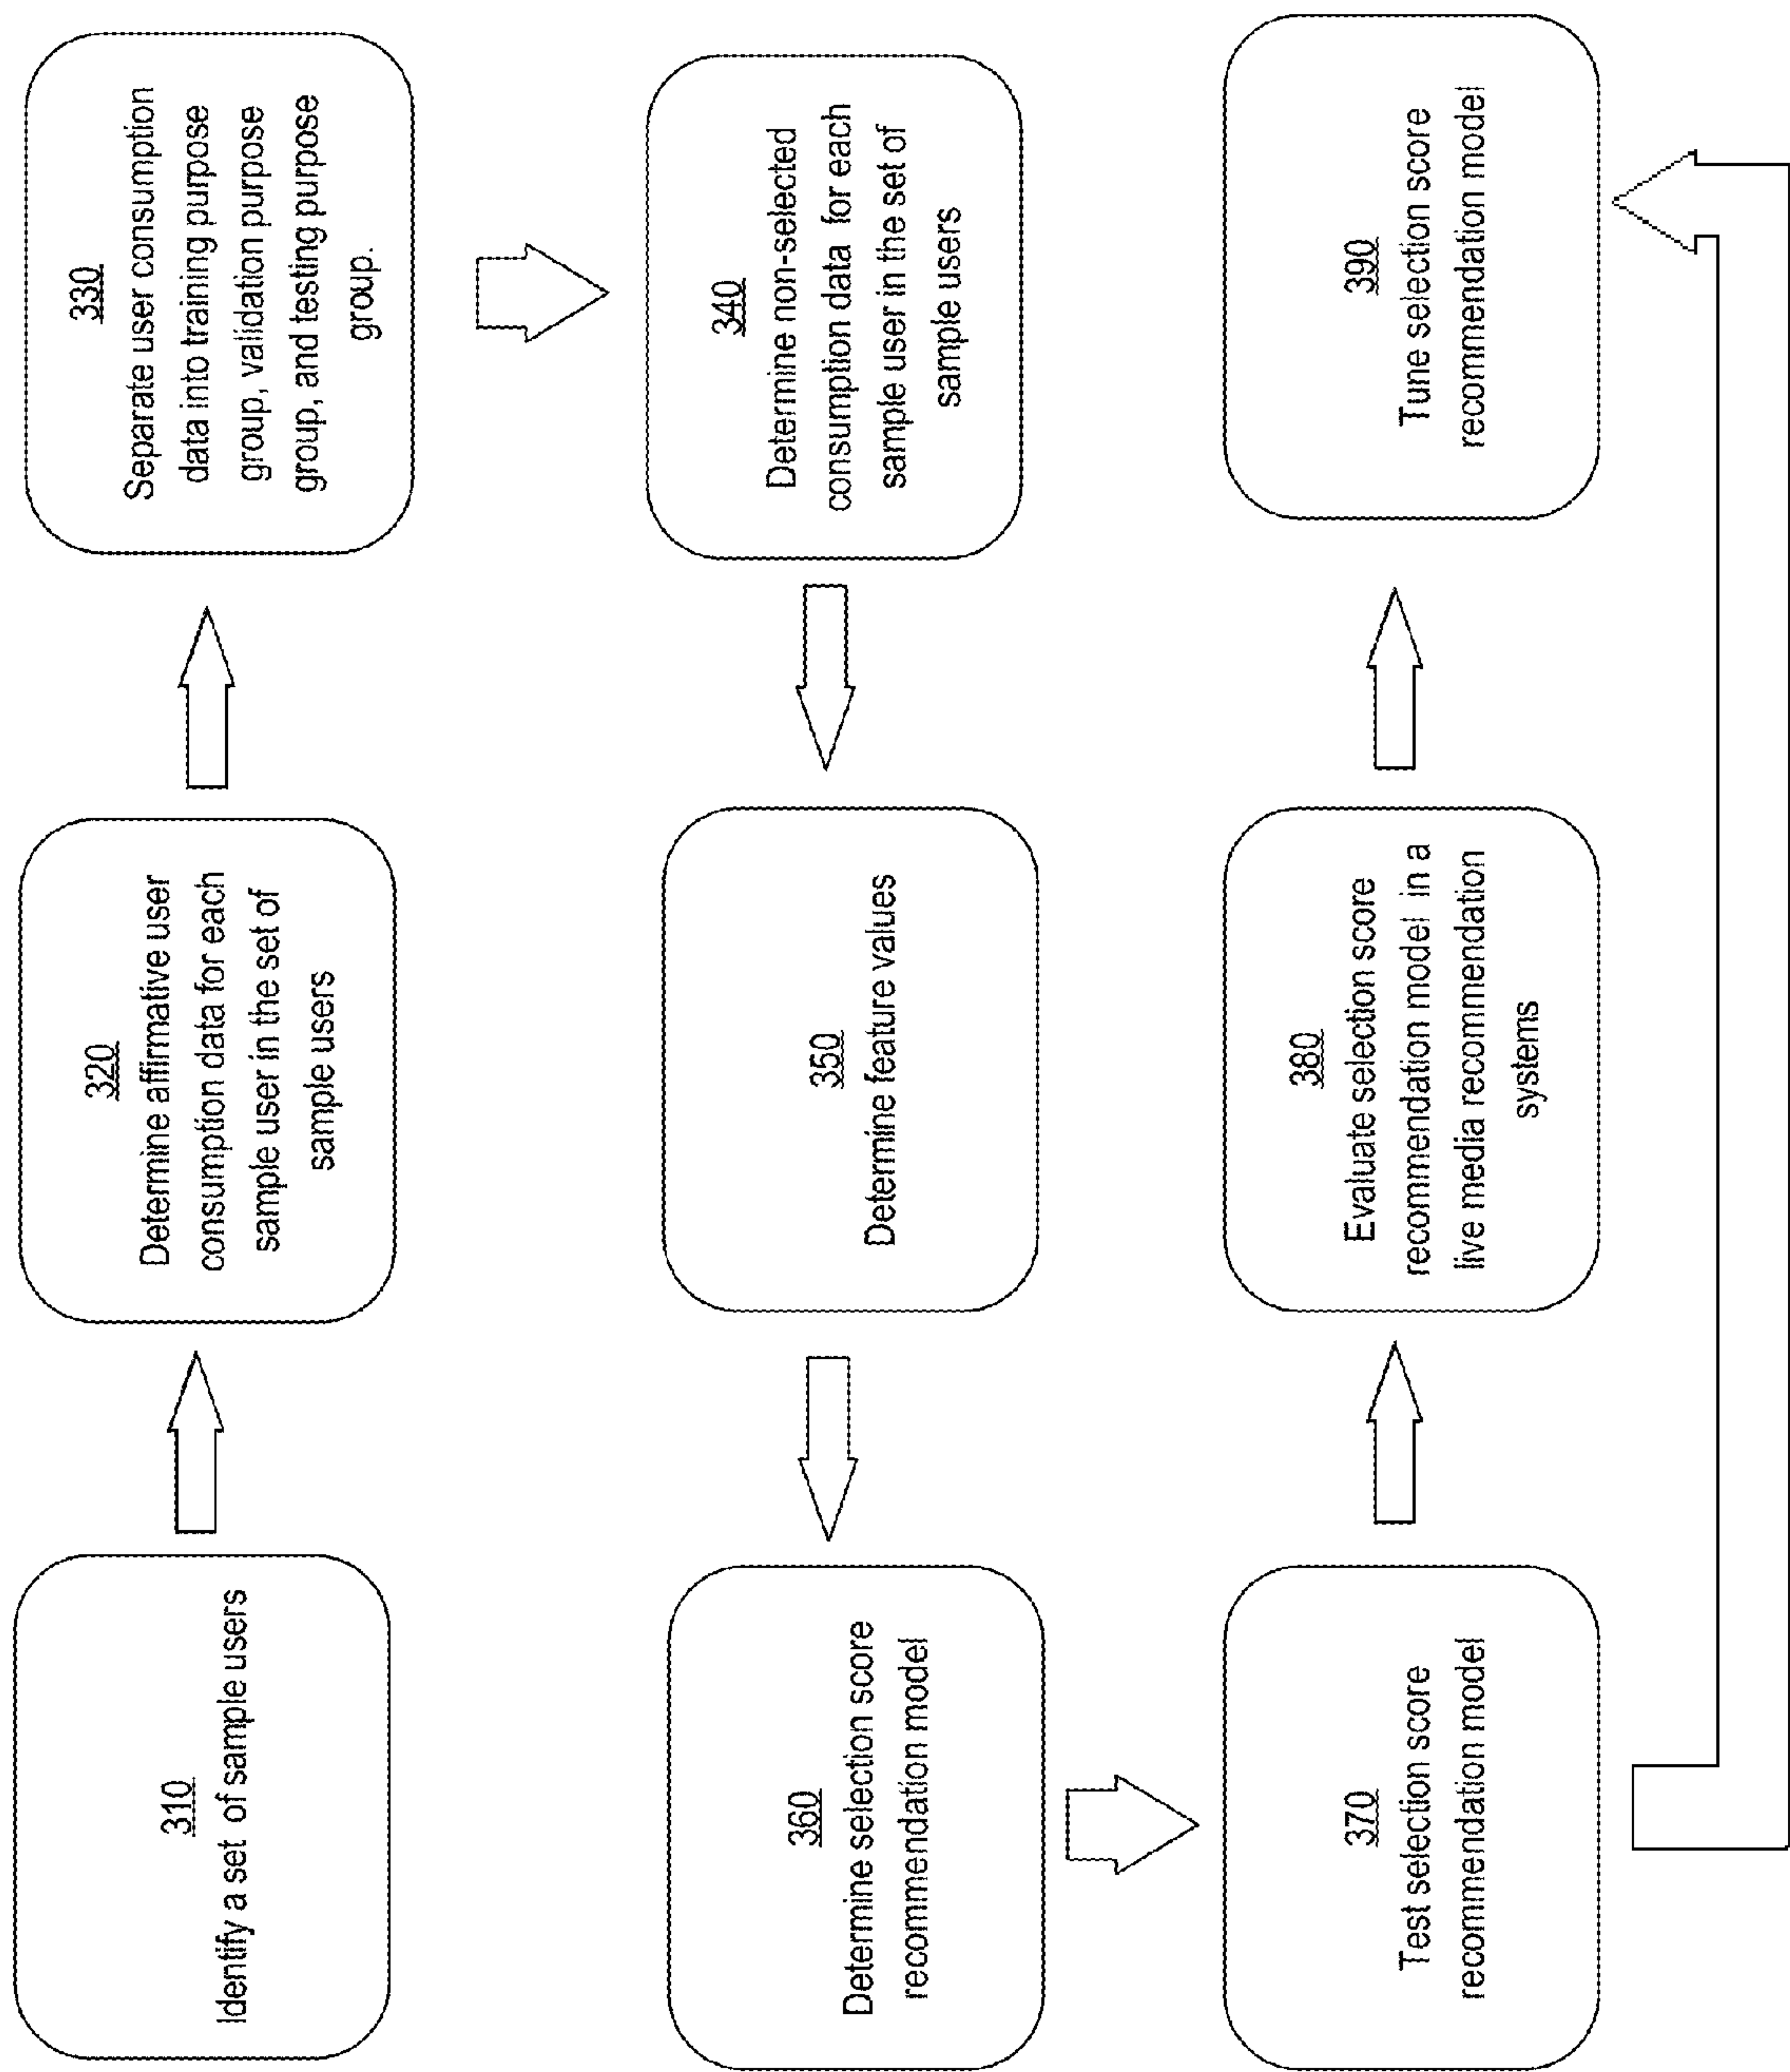 310
Identify a set of sample users
320
Determine affirmative user
consumption data for each
sample user in the set of
sample users
330
Separate user consumption
data into training purpose
group, validation purpose
group, and testing purpose
group.
340
Determine non-selected
consumption data for each
sample user in the set of
sample users
350
Determine feature values
360
Determine selection score
recommendation model
370
Test selection score
recommendation model
380
Evaluate selection score
recommendation model in a
live media recommendation
systems
390
Tune selection score
recommendation model